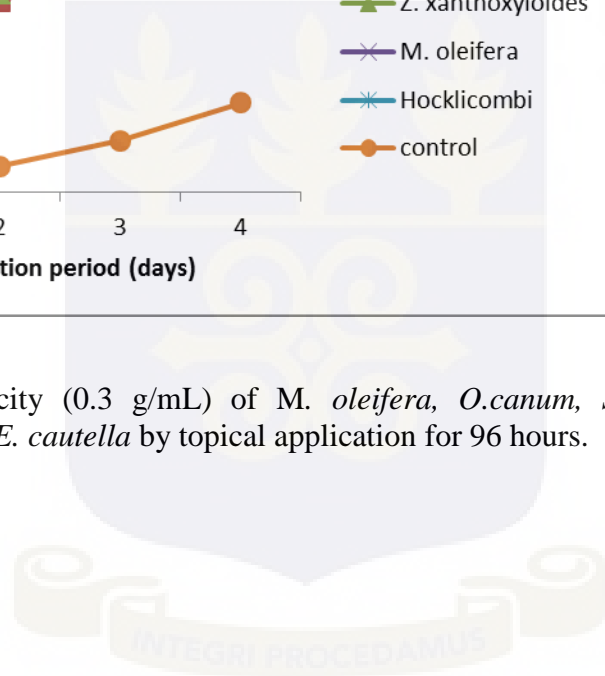 Z. xanthoxyloides
M. oleifera
Hocklicombi
control
2 3 4
tion period (days)
city (0.3 g/mL) of M. oleifera, O.canum,
E. cautella by topical application for 96 hours.
INTEGRI PROCEDAMUS